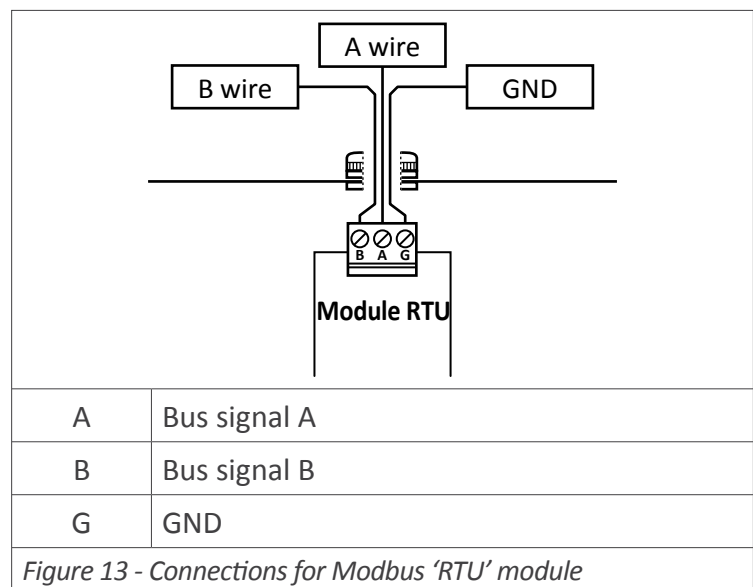 A wire
B wire
GND
B A G
Module RTU
A Bus signal A
B Bus signal B
G GND
Figure 13 - Connections for Modbus ‘RTU’ module